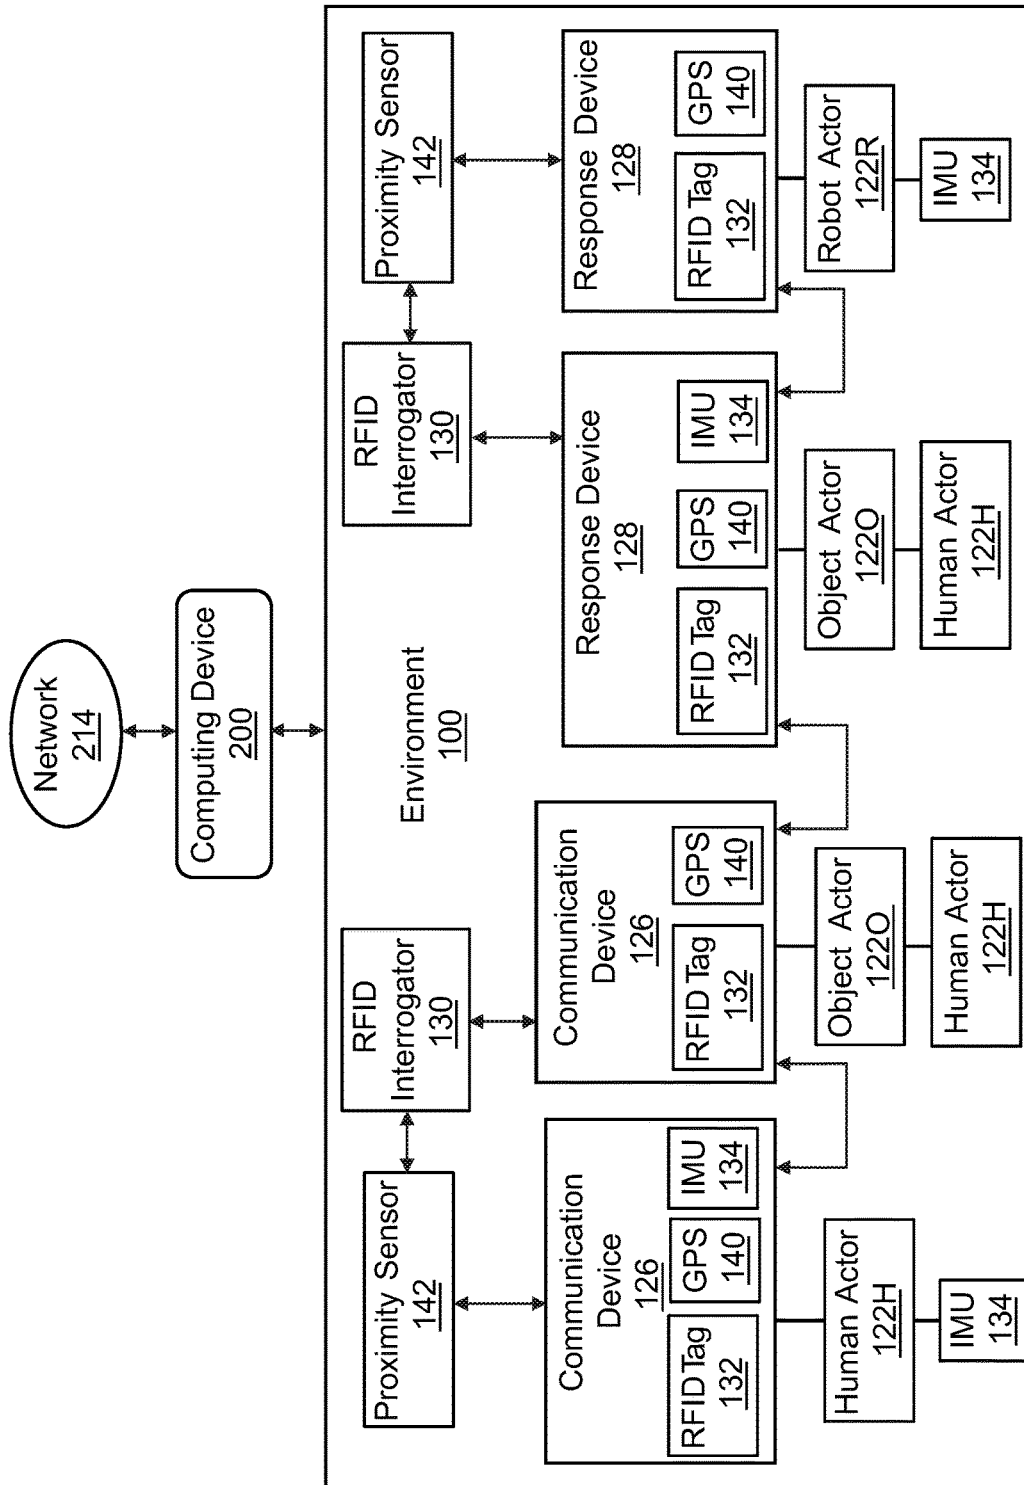 Network
214
Computing Device
200
Environment
100
Proximity Sensor
142
RFID
Interrogator
130
RFID
Interrogator
130
Proximity Sensor
142
Communication
Device
126
RFID Tag
132
GPS
140
IMU
134
Communication
Device
126
RFID Tag
132
GPS
140
Response Device
128
RFID Tag
132
GPS
140
IMU
134
Response Device
128
RFID Tag
132
GPS
140
Human Actor
122H
IMU
134
Object Actor
122O
Human Actor
122H
Object Actor
122O
Human Actor
122H
Robot Actor
122R
IMU
134